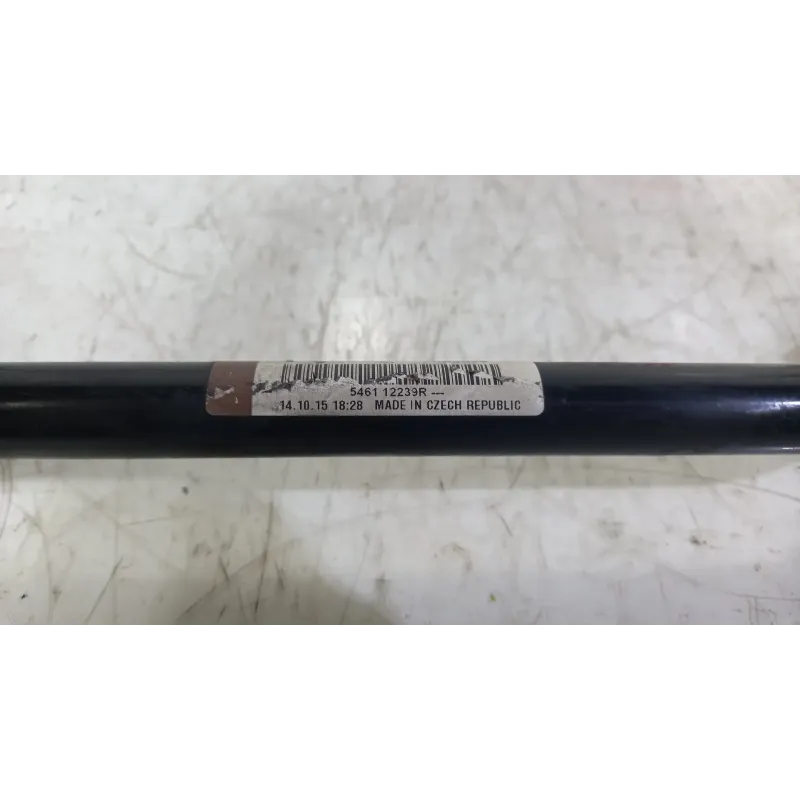 5461 12239R ---
14.10.15 18:28 MADE IN CZECH REPUBLIC